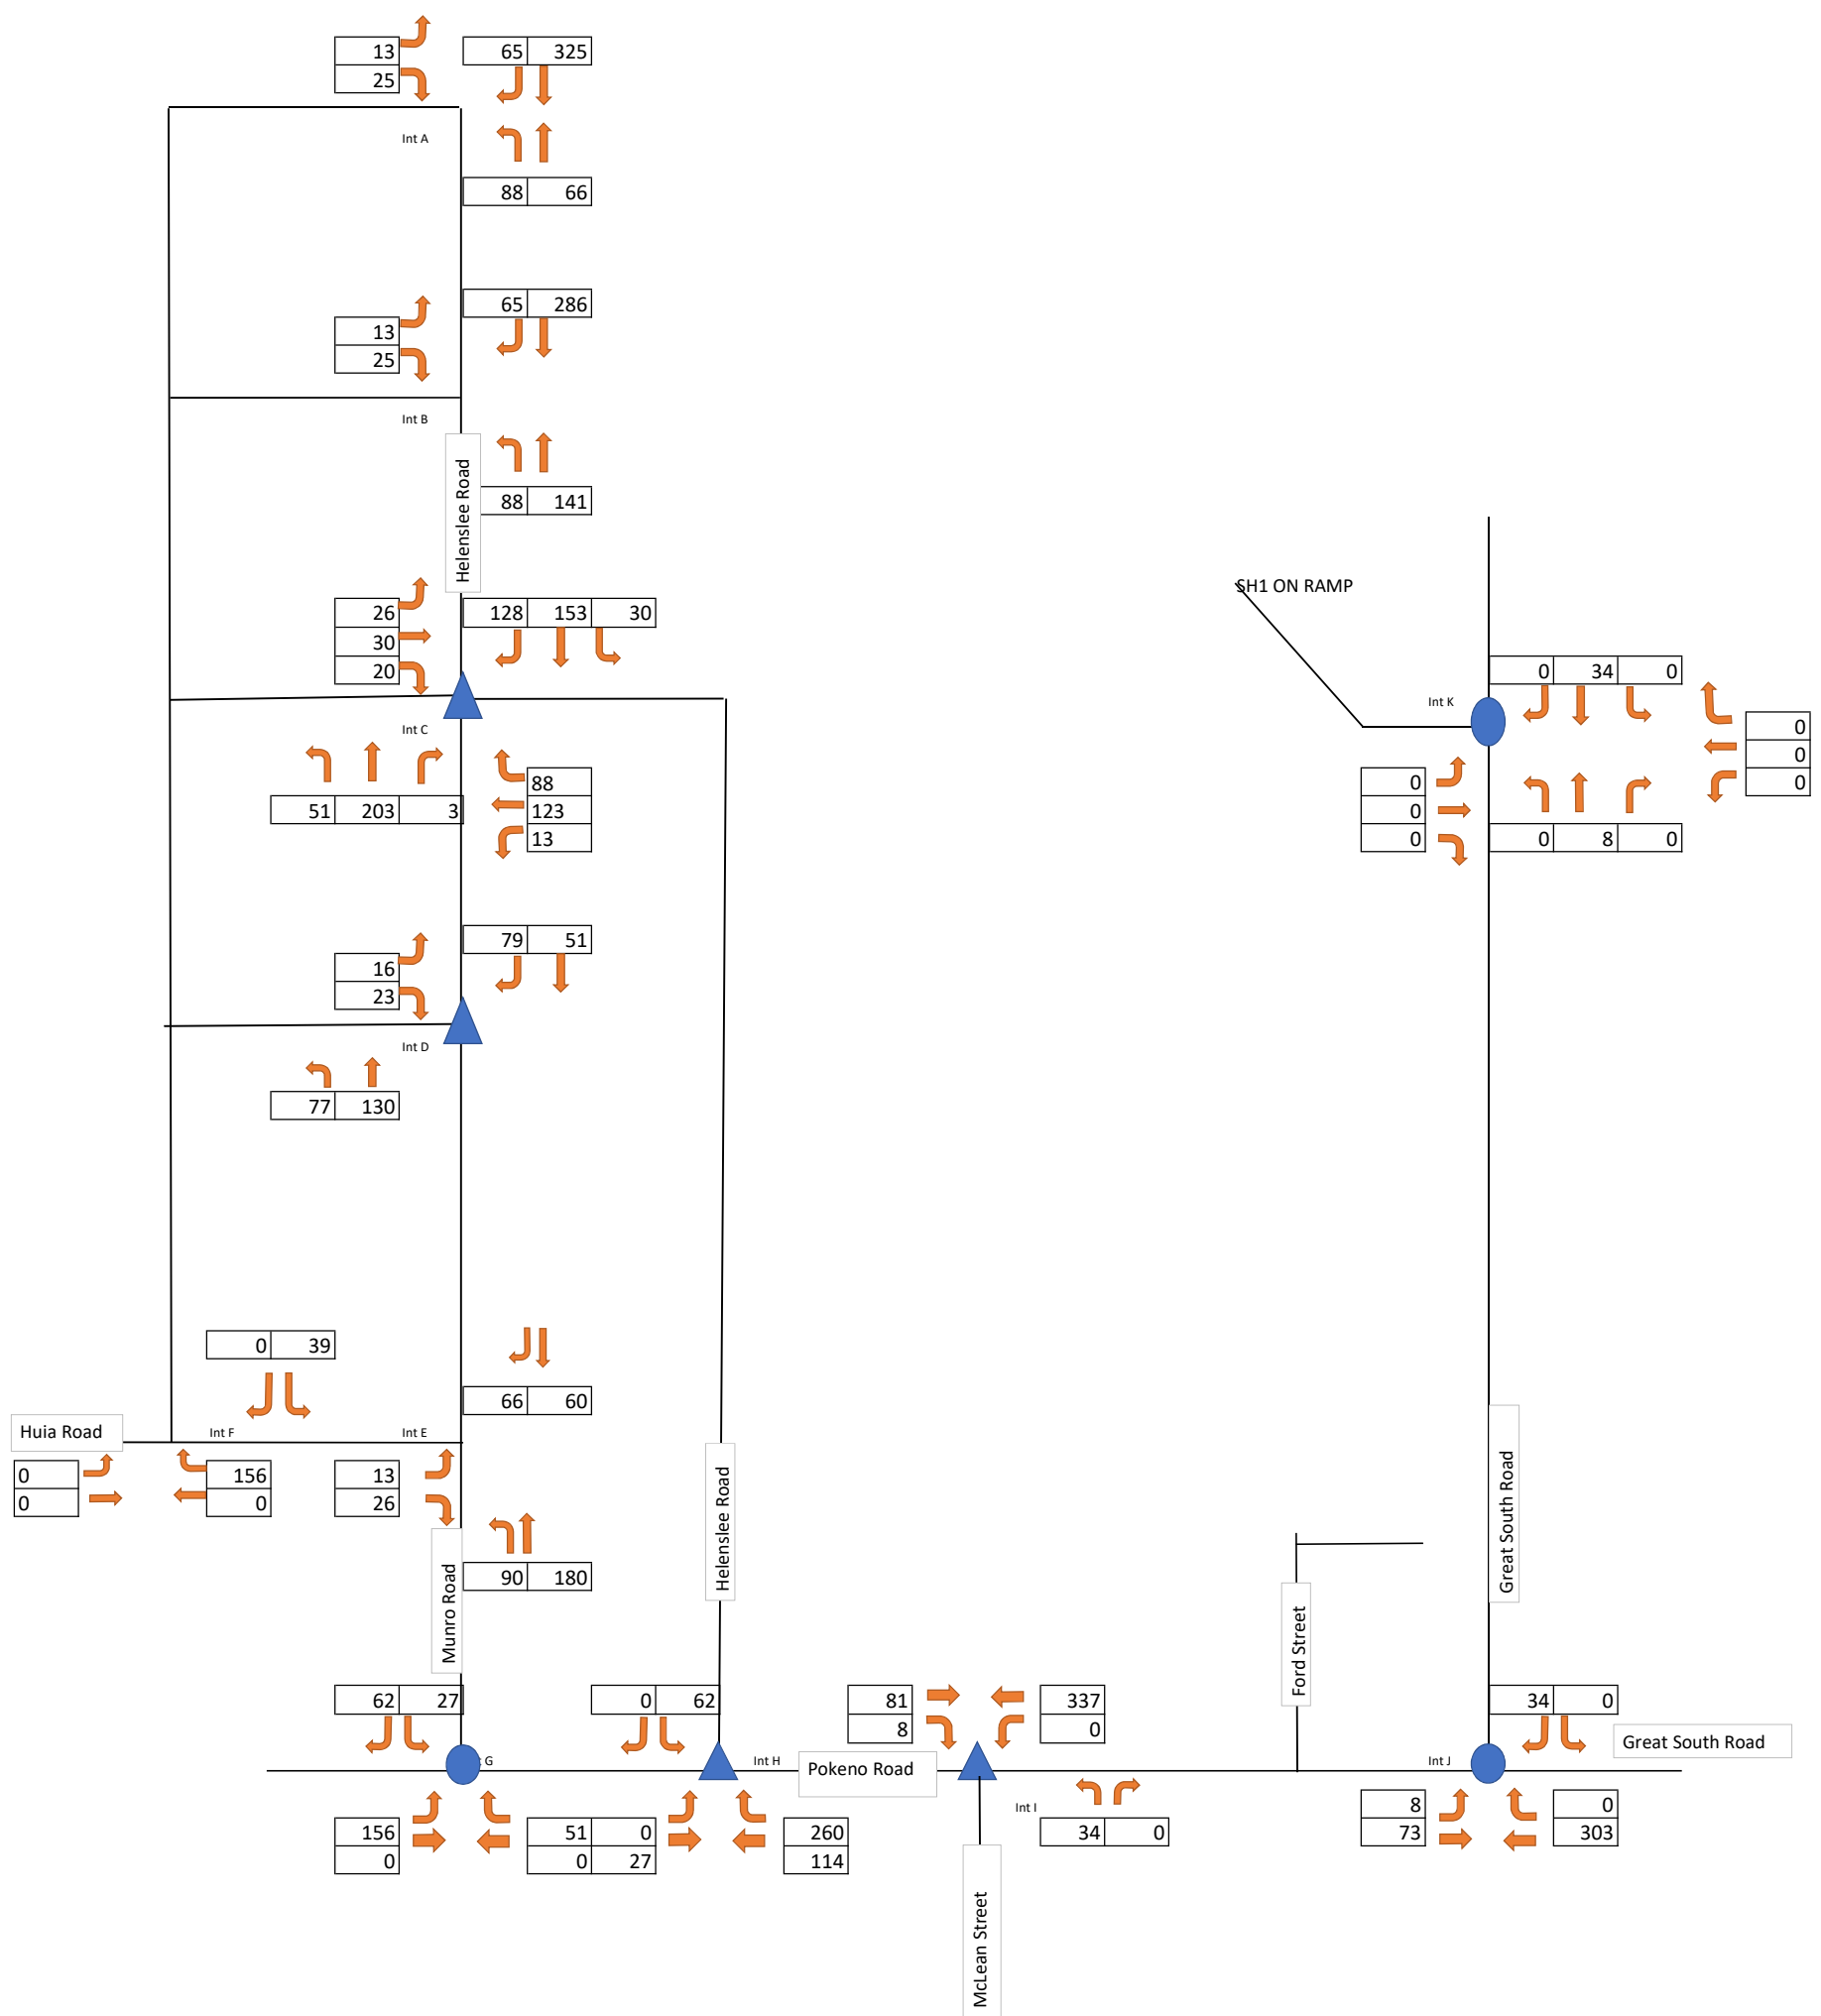 13
25
65 325
Int A
88 66
65 286
13
25
Int B
Helenslee Road
88 141
SH1 ON RAMP
26
30
20
128 153 30
0 34 0
Int K
0
0
0
Int C
51 203 3
88
123
13
0
0
0
0 8 0
79 51
16
23
Int D
77 130
0 39
66 60
Huia Road
Int F
Int E
0
0
156
0
13
26
Great South Road
Helenslee Road
Munro Road
90 180
Ford Street
62 27
0 62
81
8
337
0
34 0
Great South Road
t G
Int H
Pokeno Road
Int J
Int I
156
0
51 0
0 27
260
114
34 0
8
73
0
303
McLean Street